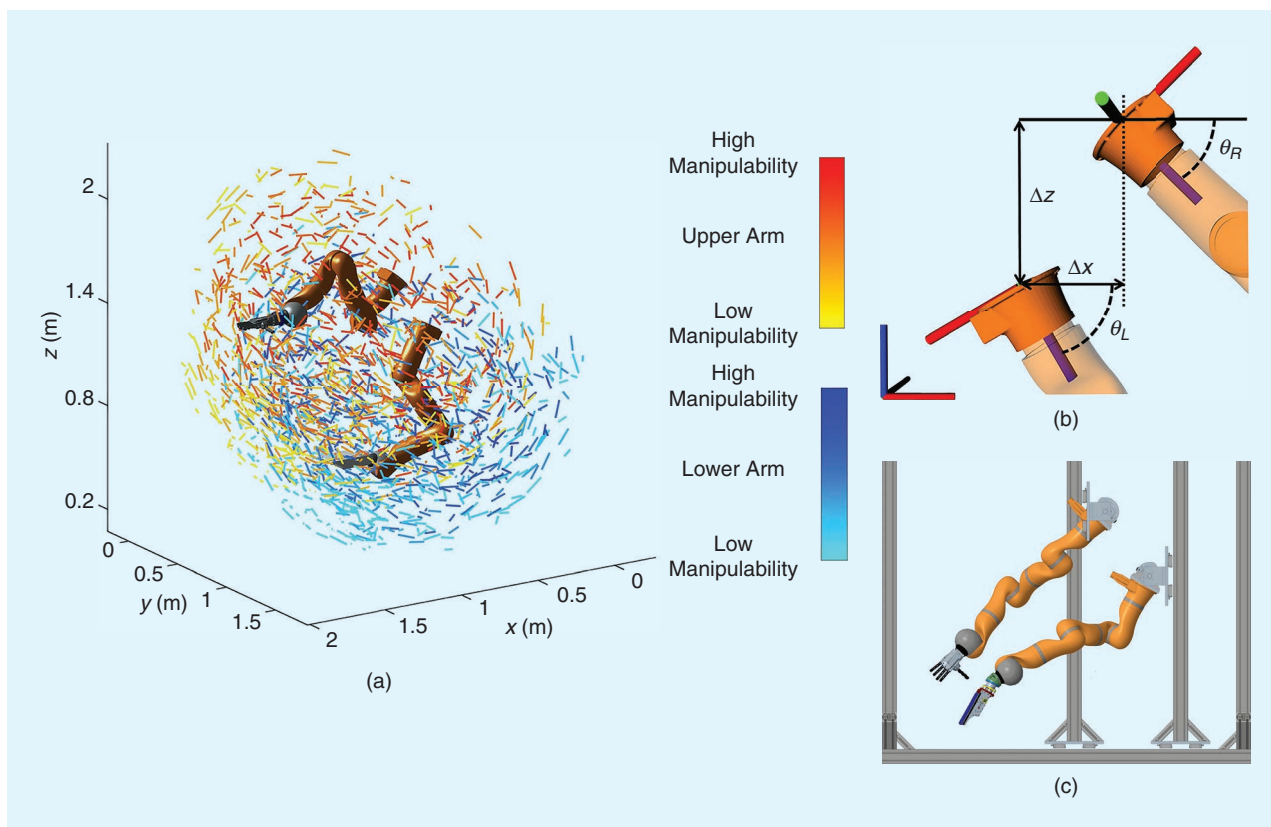 2
1.4
z (m)
0.8
0.2
0
0.5
y (m)
1
1.5
2
1.5
1
x (m)
0.5
0
(a)
High
Manipulability
Upper Arm
Low
Manipulability
High
Manipulability
Lower Arm
Low
Manipulability
θR
Δz
Δx
θL
(b)
(c)